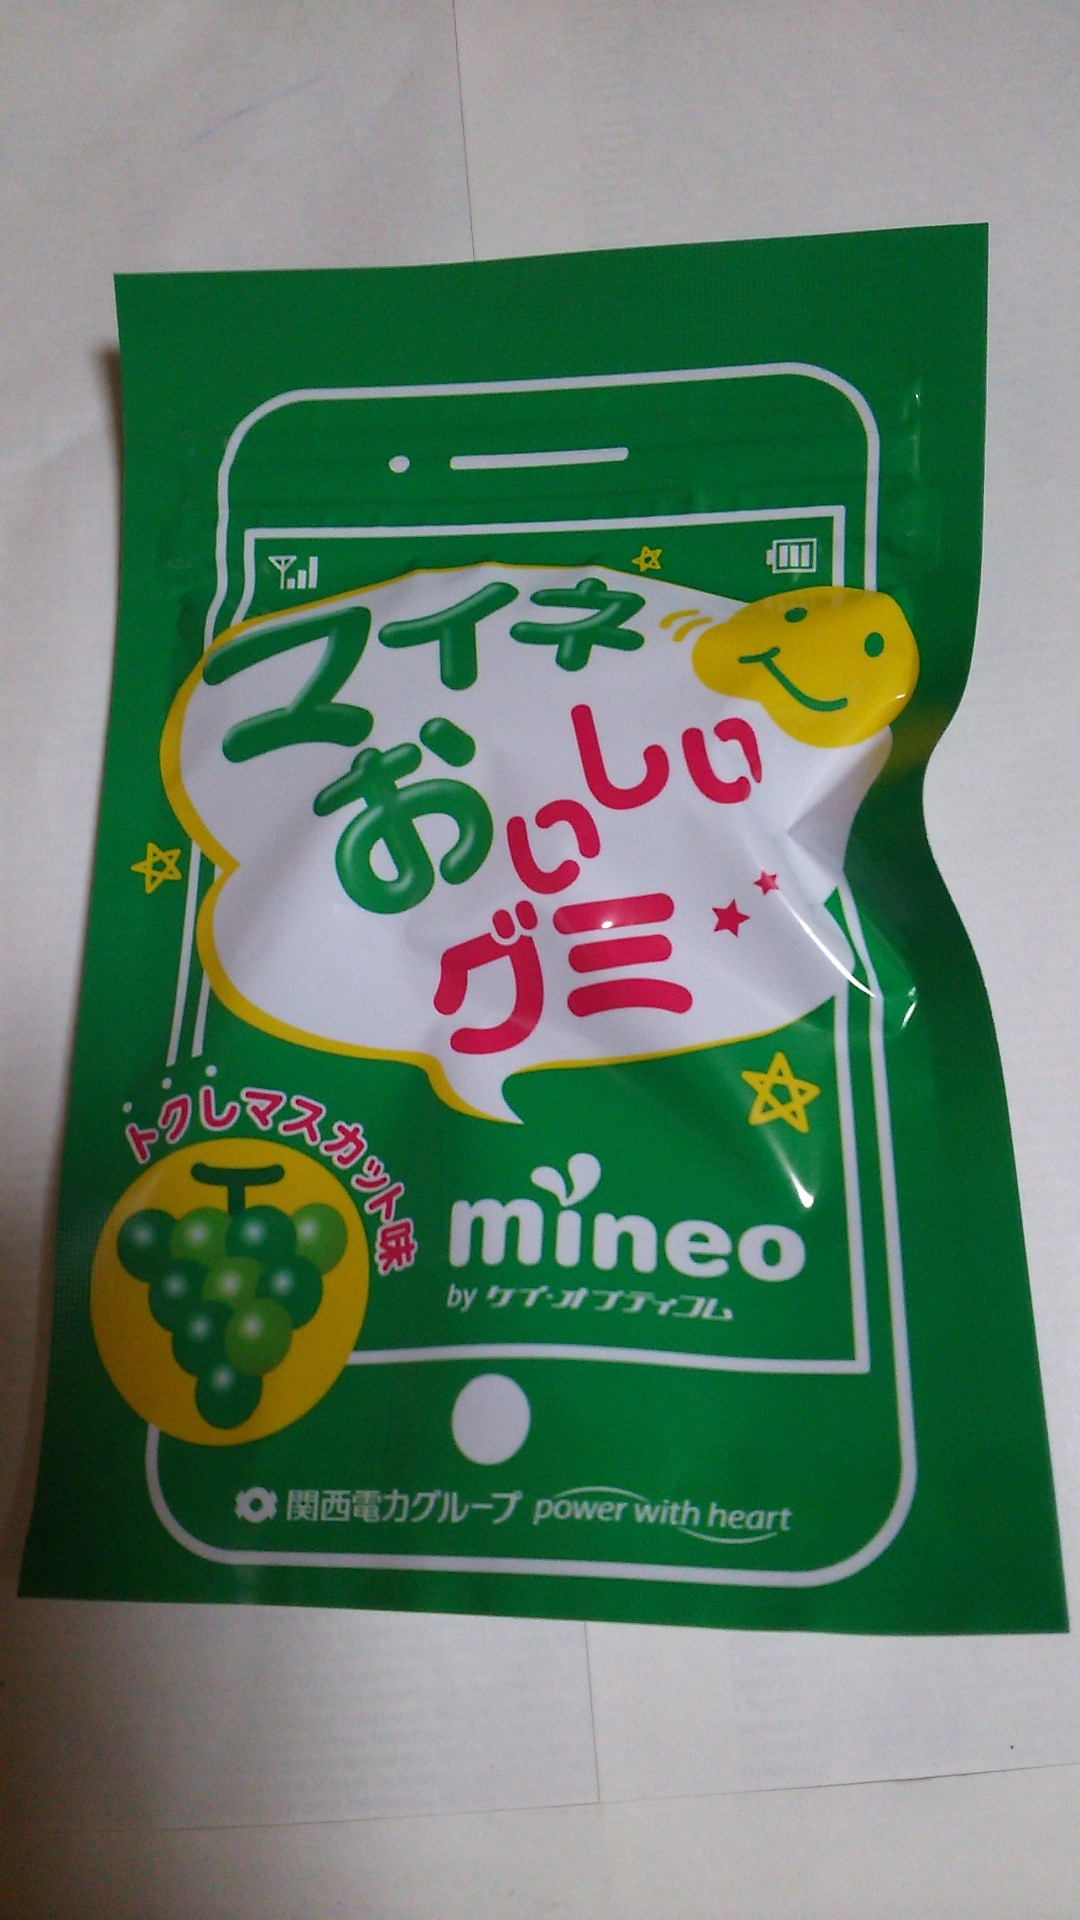 マイネ
おいしい
グミ
トクレマスカット味
mineo
by ケイ・オプティコム
関西電力グループ power with heart